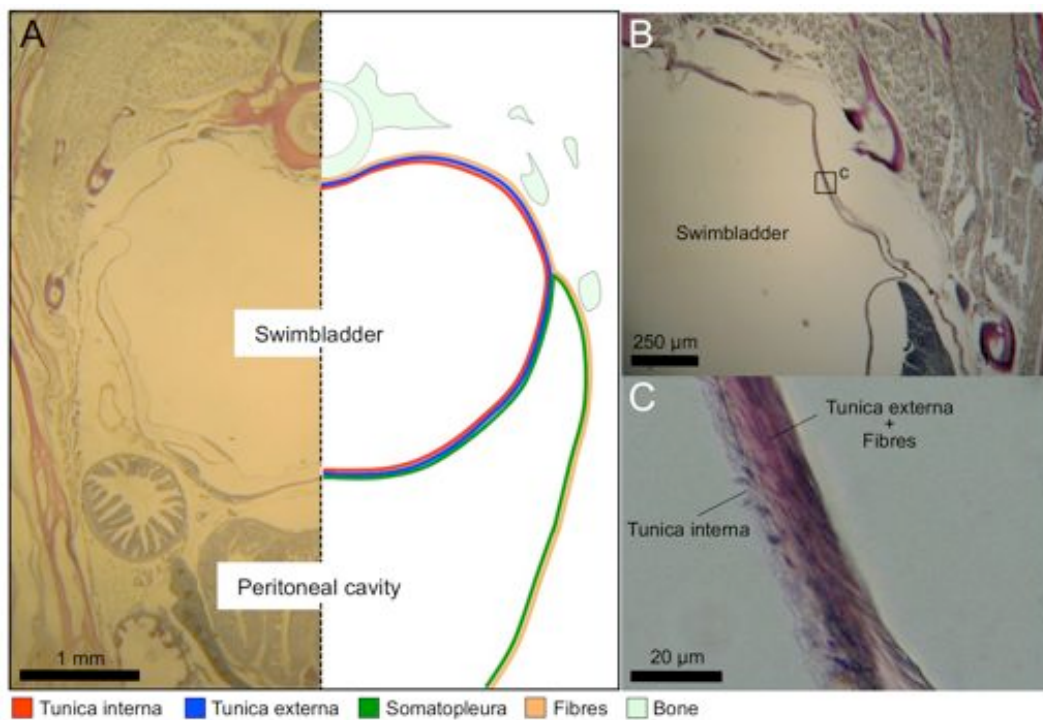 A
B
c
Swimbladder
250 µm
Swimbladder
Peritoneal cavity
1 mm
C
Tunica externa
+
Fibres
Tunica interna
20 µm
Tunica interna
Tunica externa
Somatopleura
Fibres
Bone